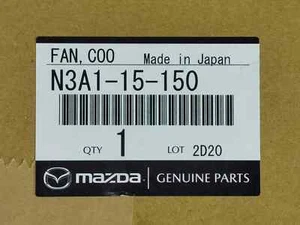 FAN, COO Made in Japan
N3A1-15-150
QTY 1 LOT 2D20
mazda GENUINE PARTS